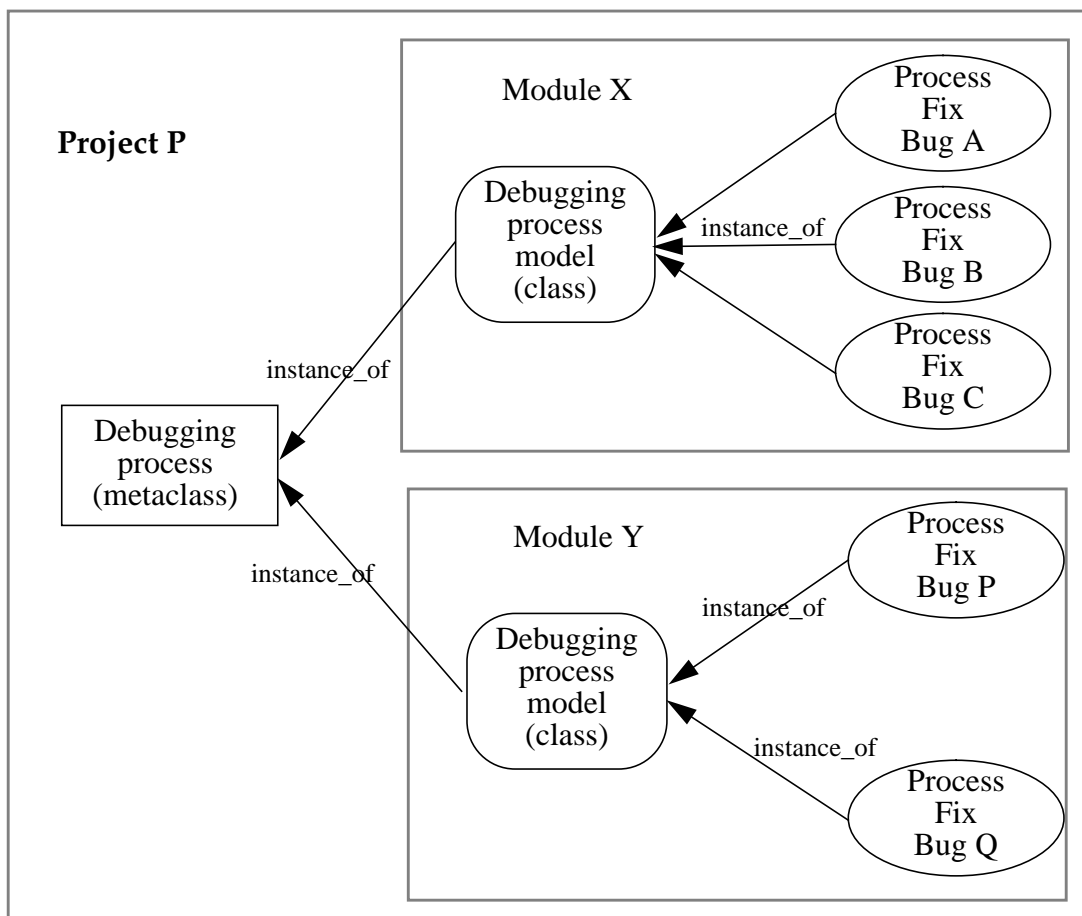 Project P
Module X
Debugging
process
model
(class)
Process
Fix
Bug A
instance_of
Process
Fix
Bug B
Process
Fix
Bug C
instance_of
Debugging
process
(metaclass)
instance_of
Module Y
Debugging
process
model
(class)
Process
Fix
Bug P
instance_of
instance_of
Process
Fix
Bug Q